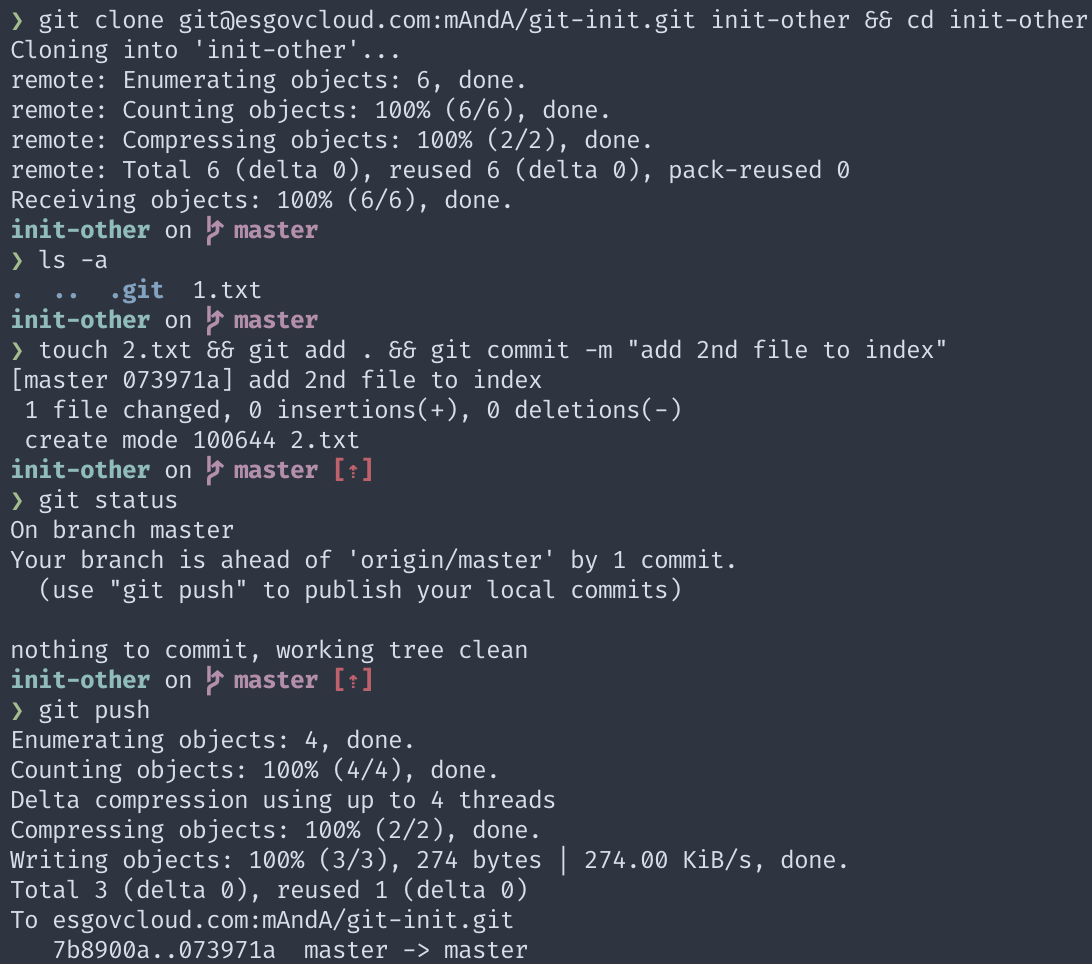 ❯ git clone git@esgovcloud.com:mAndA/git-init.git init-other && cd init-other
Cloning into 'init-other'...
remote: Enumerating objects: 6, done.
remote: Counting objects: 100% (6/6), done.
remote: Compressing objects: 100% (2/2), done.
remote: Total 6 (delta 0), reused 6 (delta 0), pack-reused 0
Receiving objects: 100% (6/6), done.
init-other on master
❯ ls -a
. .. .git 1.txt
init-other on master
❯ touch 2.txt && git add . && git commit -m "add 2nd file to index"
[master 073971a] add 2nd file to index
1 file changed, 0 insertions(+), 0 deletions(-)
create mode 100644 2.txt
init-other on master [⇡]
❯ git status
On branch master
Your branch is ahead of 'origin/master' by 1 commit.
(use "git push" to publish your local commits)
nothing to commit, working tree clean
init-other on master [⇡]
❯ git push
Enumerating objects: 4, done.
Counting objects: 100% (4/4), done.
Delta compression using up to 4 threads
Compressing objects: 100% (2/2), done.
Writing objects: 100% (3/3), 274 bytes | 274.00 KiB/s, done.
Total 3 (delta 0), reused 1 (delta 0)
To esgovcloud.com:mAndA/git-init.git
7b8900a..073971a master -> master